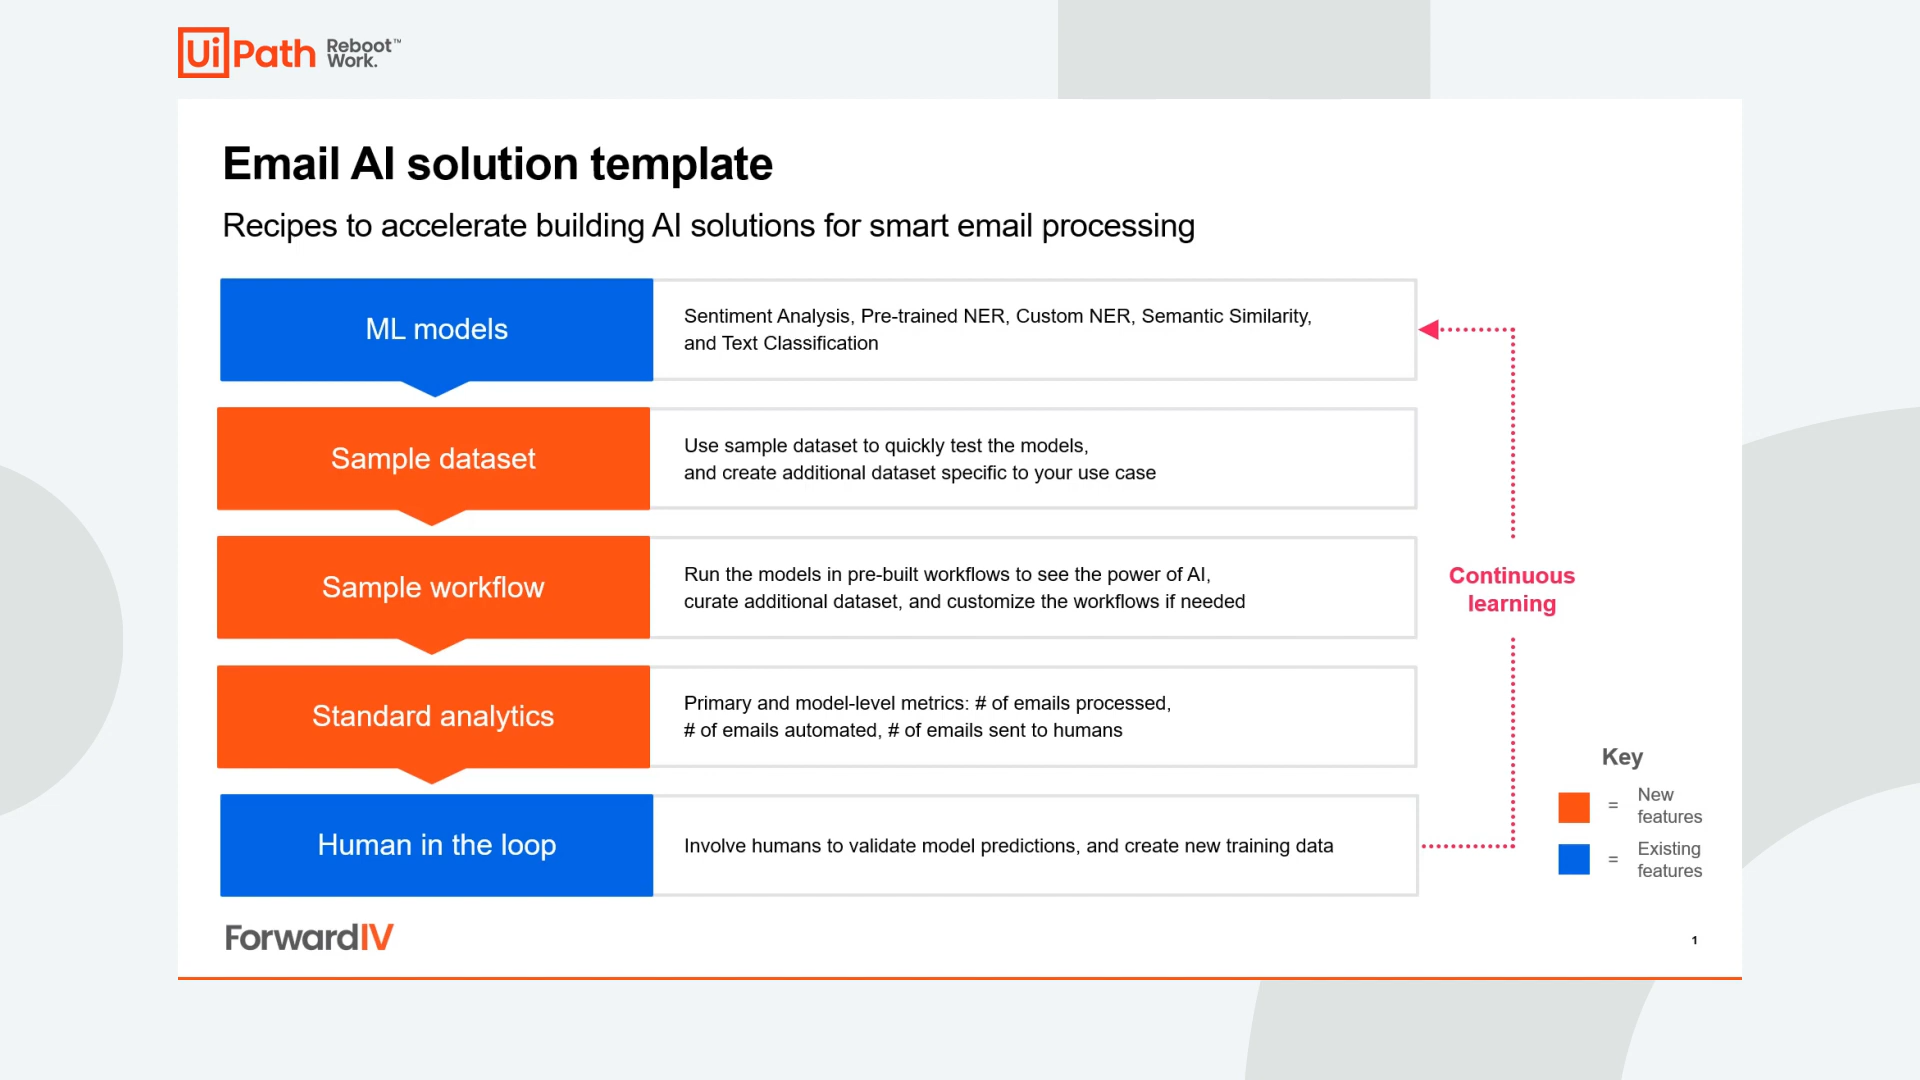 UiPath Reboot™
Work.
Email AI solution template
Recipes to accelerate building AI solutions for smart email processing
ML models
Sentiment Analysis, Pre-trained NER, Custom NER, Semantic Similarity,
and Text Classification
Sample dataset
Use sample dataset to quickly test the models,
and create additional dataset specific to your use case
Sample workflow
Run the models in pre-built workflows to see the power of AI,
curate additional dataset, and customize the workflows if needed
Continuous
learning
Standard analytics
Primary and model-level metrics: # of emails processed,
# of emails automated, # of emails sent to humans
Human in the loop
Involve humans to validate model predictions, and create new training data
Key
= New
features
= Existing
features
ForwardIV
1